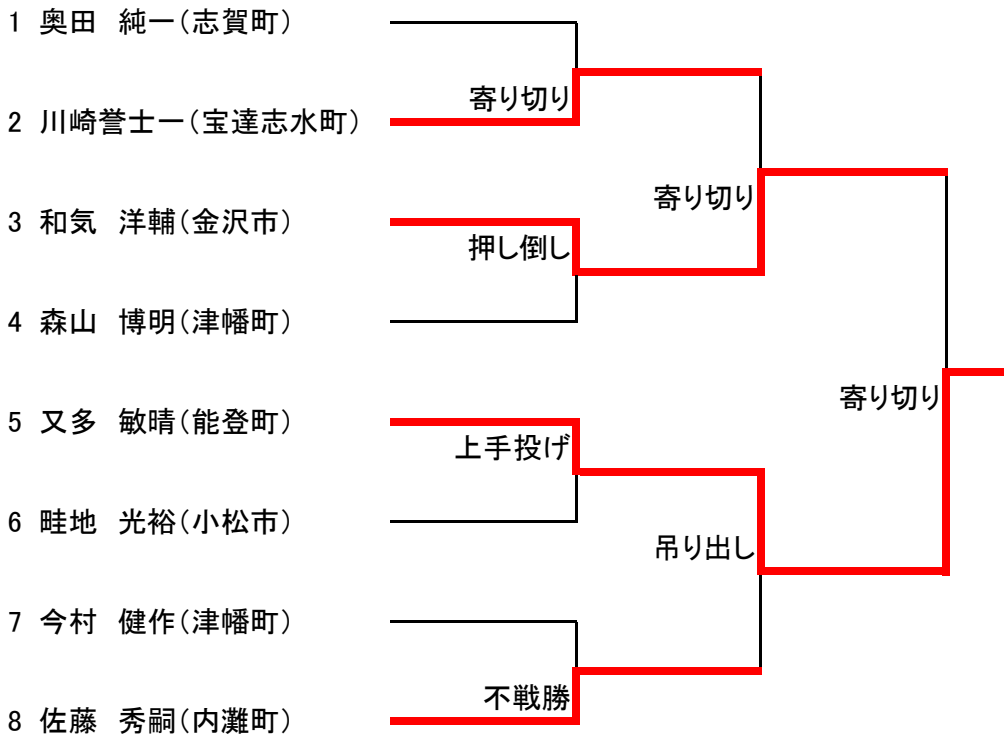 1 奥田 純一(志賀町)
寄り切り
2 川崎誉士一(宝達志水町)
寄り切り
3 和気 洋輔(金沢市)
押し倒し
4 森山 博明(津幡町)
寄り切り
5 又多 敏晴(能登町)
上手投げ
6 畦地 光裕(小松市)
吊り出し
7 今村 健作(津幡町)
不戦勝
8 佐藤 秀嗣(内灘町)